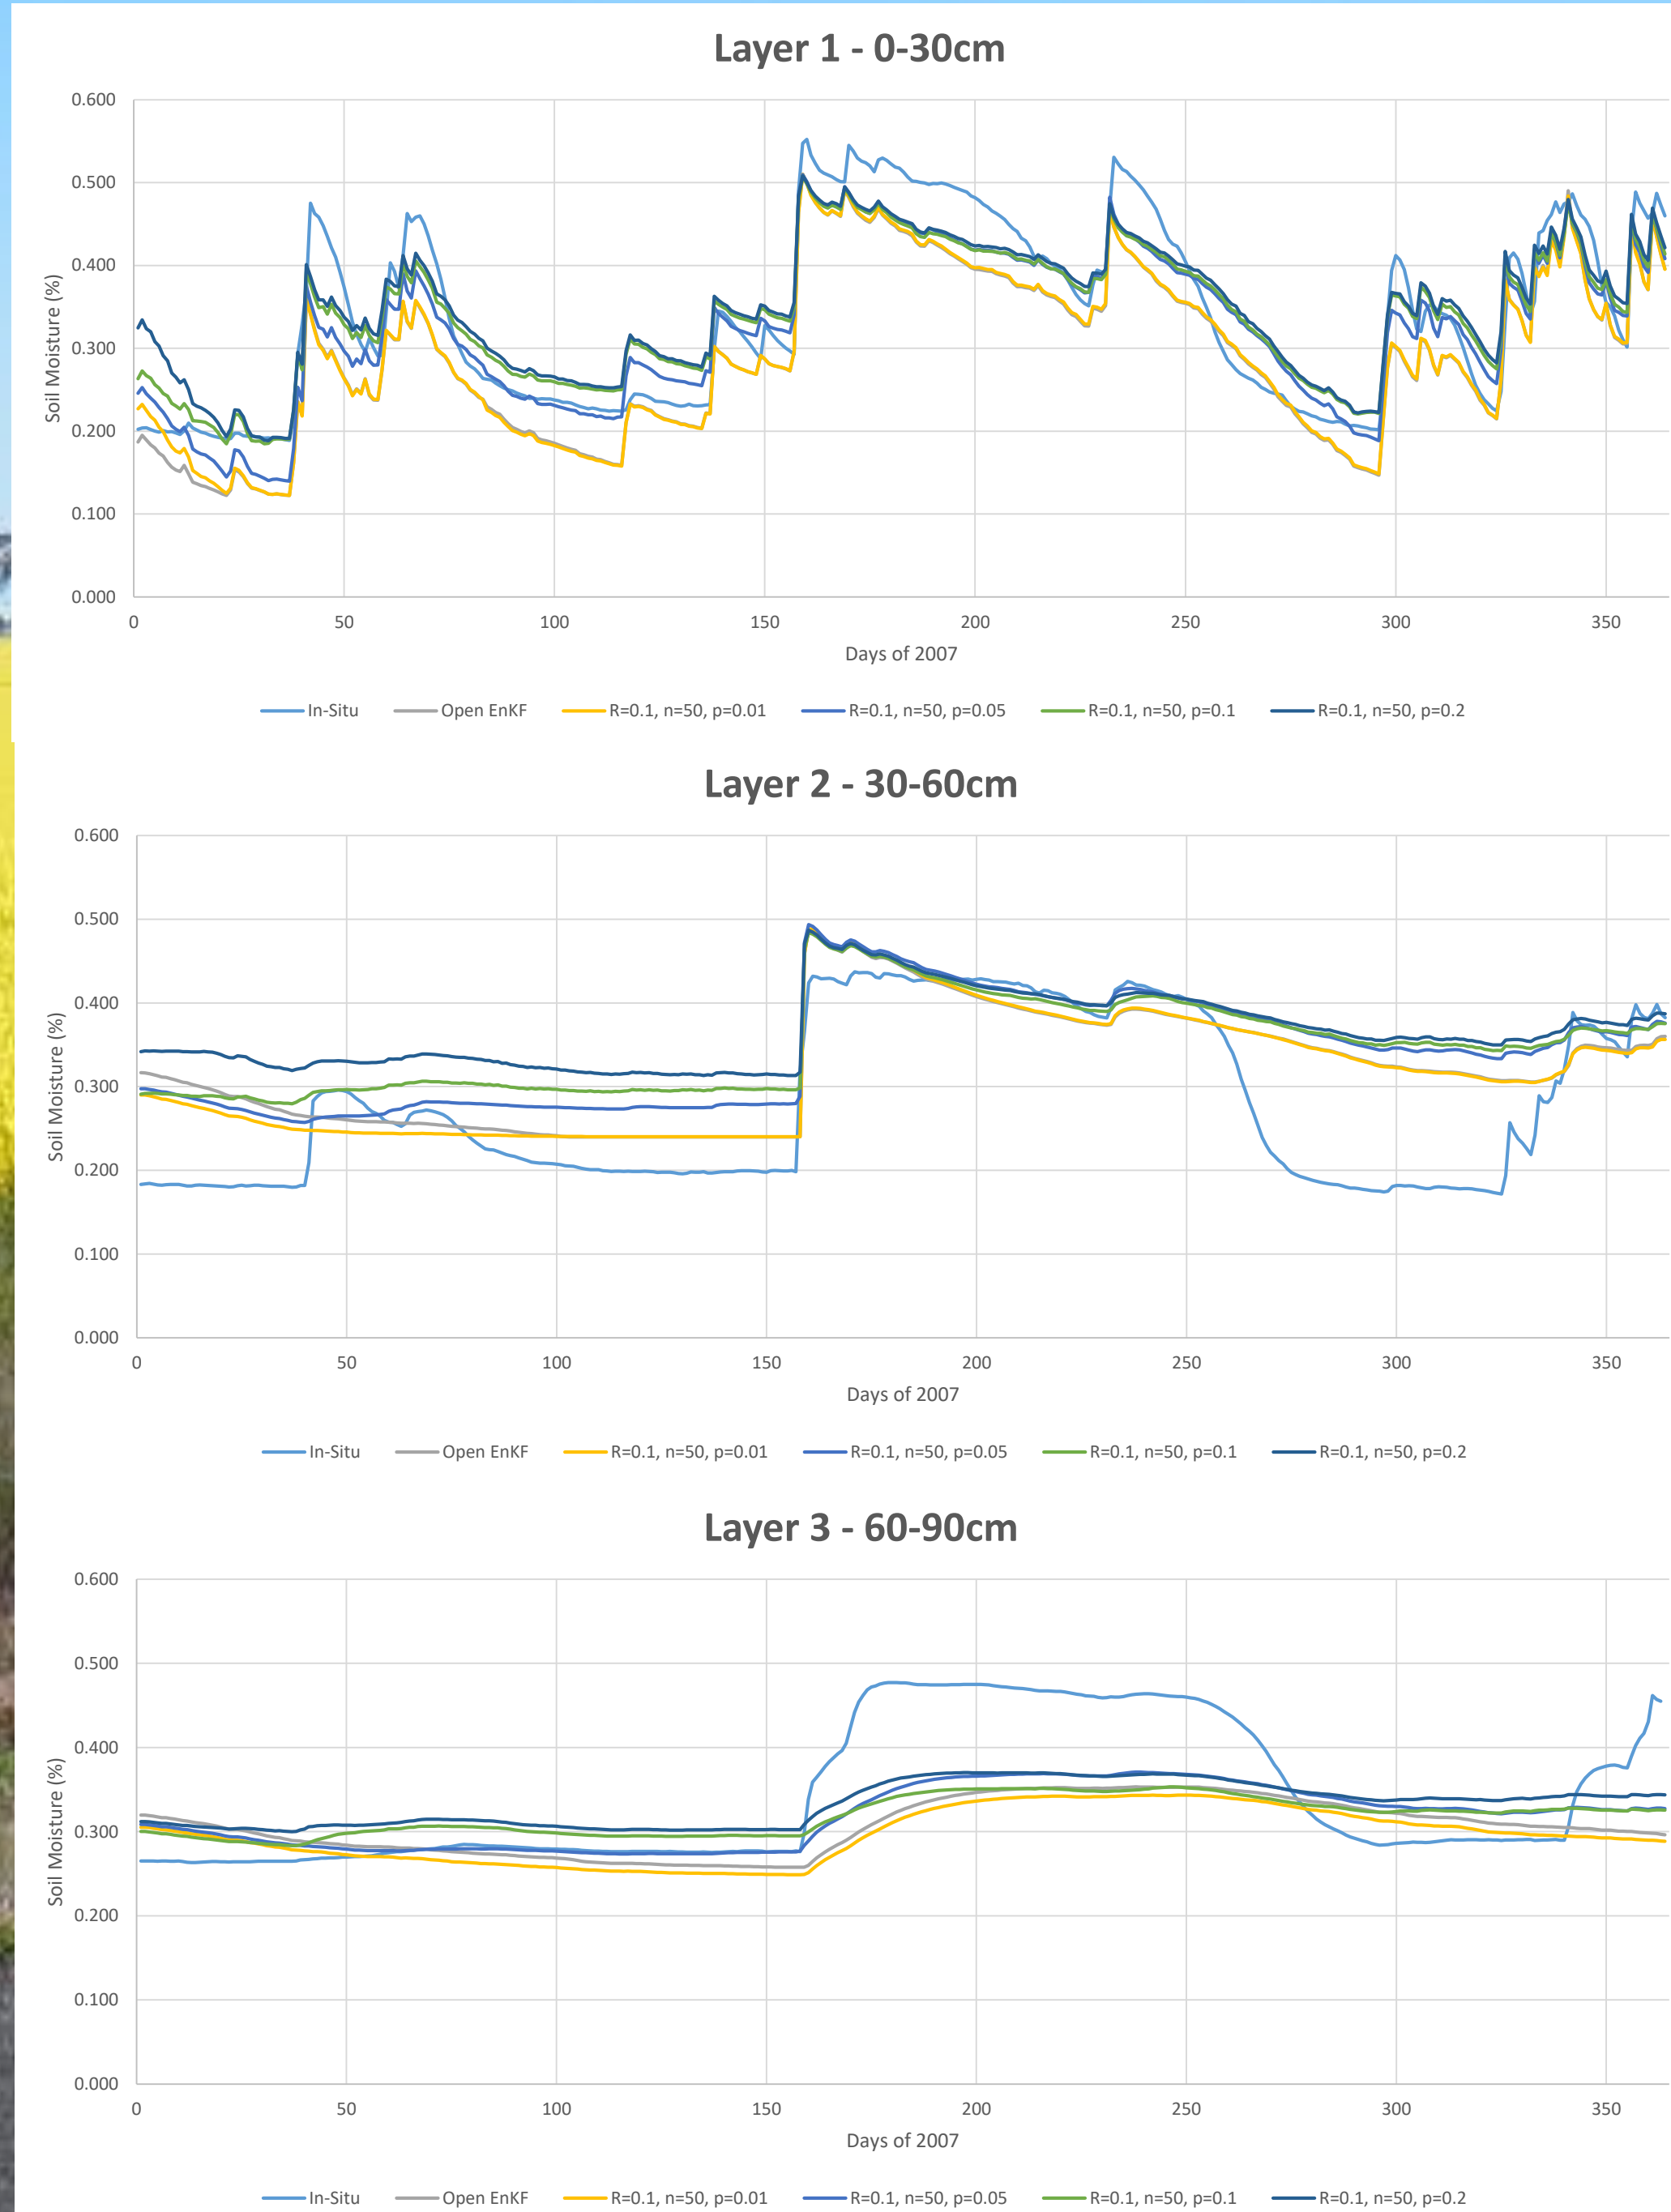 Layer 1 - 0-30cm
0.600
0.500
0.400
0.300
0.200
0.100
0.000
Soil Moisture (%)
0 50 100 150 200 250 300 350
Days of 2007
In-Situ Open EnKF R=0.1, n=50, p=0.01 R=0.1, n=50, p=0.05 R=0.1, n=50, p=0.1 R=0.1, n=50, p=0.2
Layer 2 - 30-60cm
0.600
0.500
0.400
0.300
0.200
0.100
0.000
Soil Moisture (%)
0 50 100 150 200 250 300 350
Days of 2007
In-Situ Open EnKF R=0.1, n=50, p=0.01 R=0.1, n=50, p=0.05 R=0.1, n=50, p=0.1 R=0.1, n=50, p=0.2
Layer 3 - 60-90cm
0.600
0.500
0.400
0.300
0.200
0.100
0.000
Soil Moisture (%)
0 50 100 150 200 250 300 350
Days of 2007
In-Situ Open EnKF R=0.1, n=50, p=0.01 R=0.1, n=50, p=0.05 R=0.1, n=50, p=0.1 R=0.1, n=50, p=0.2